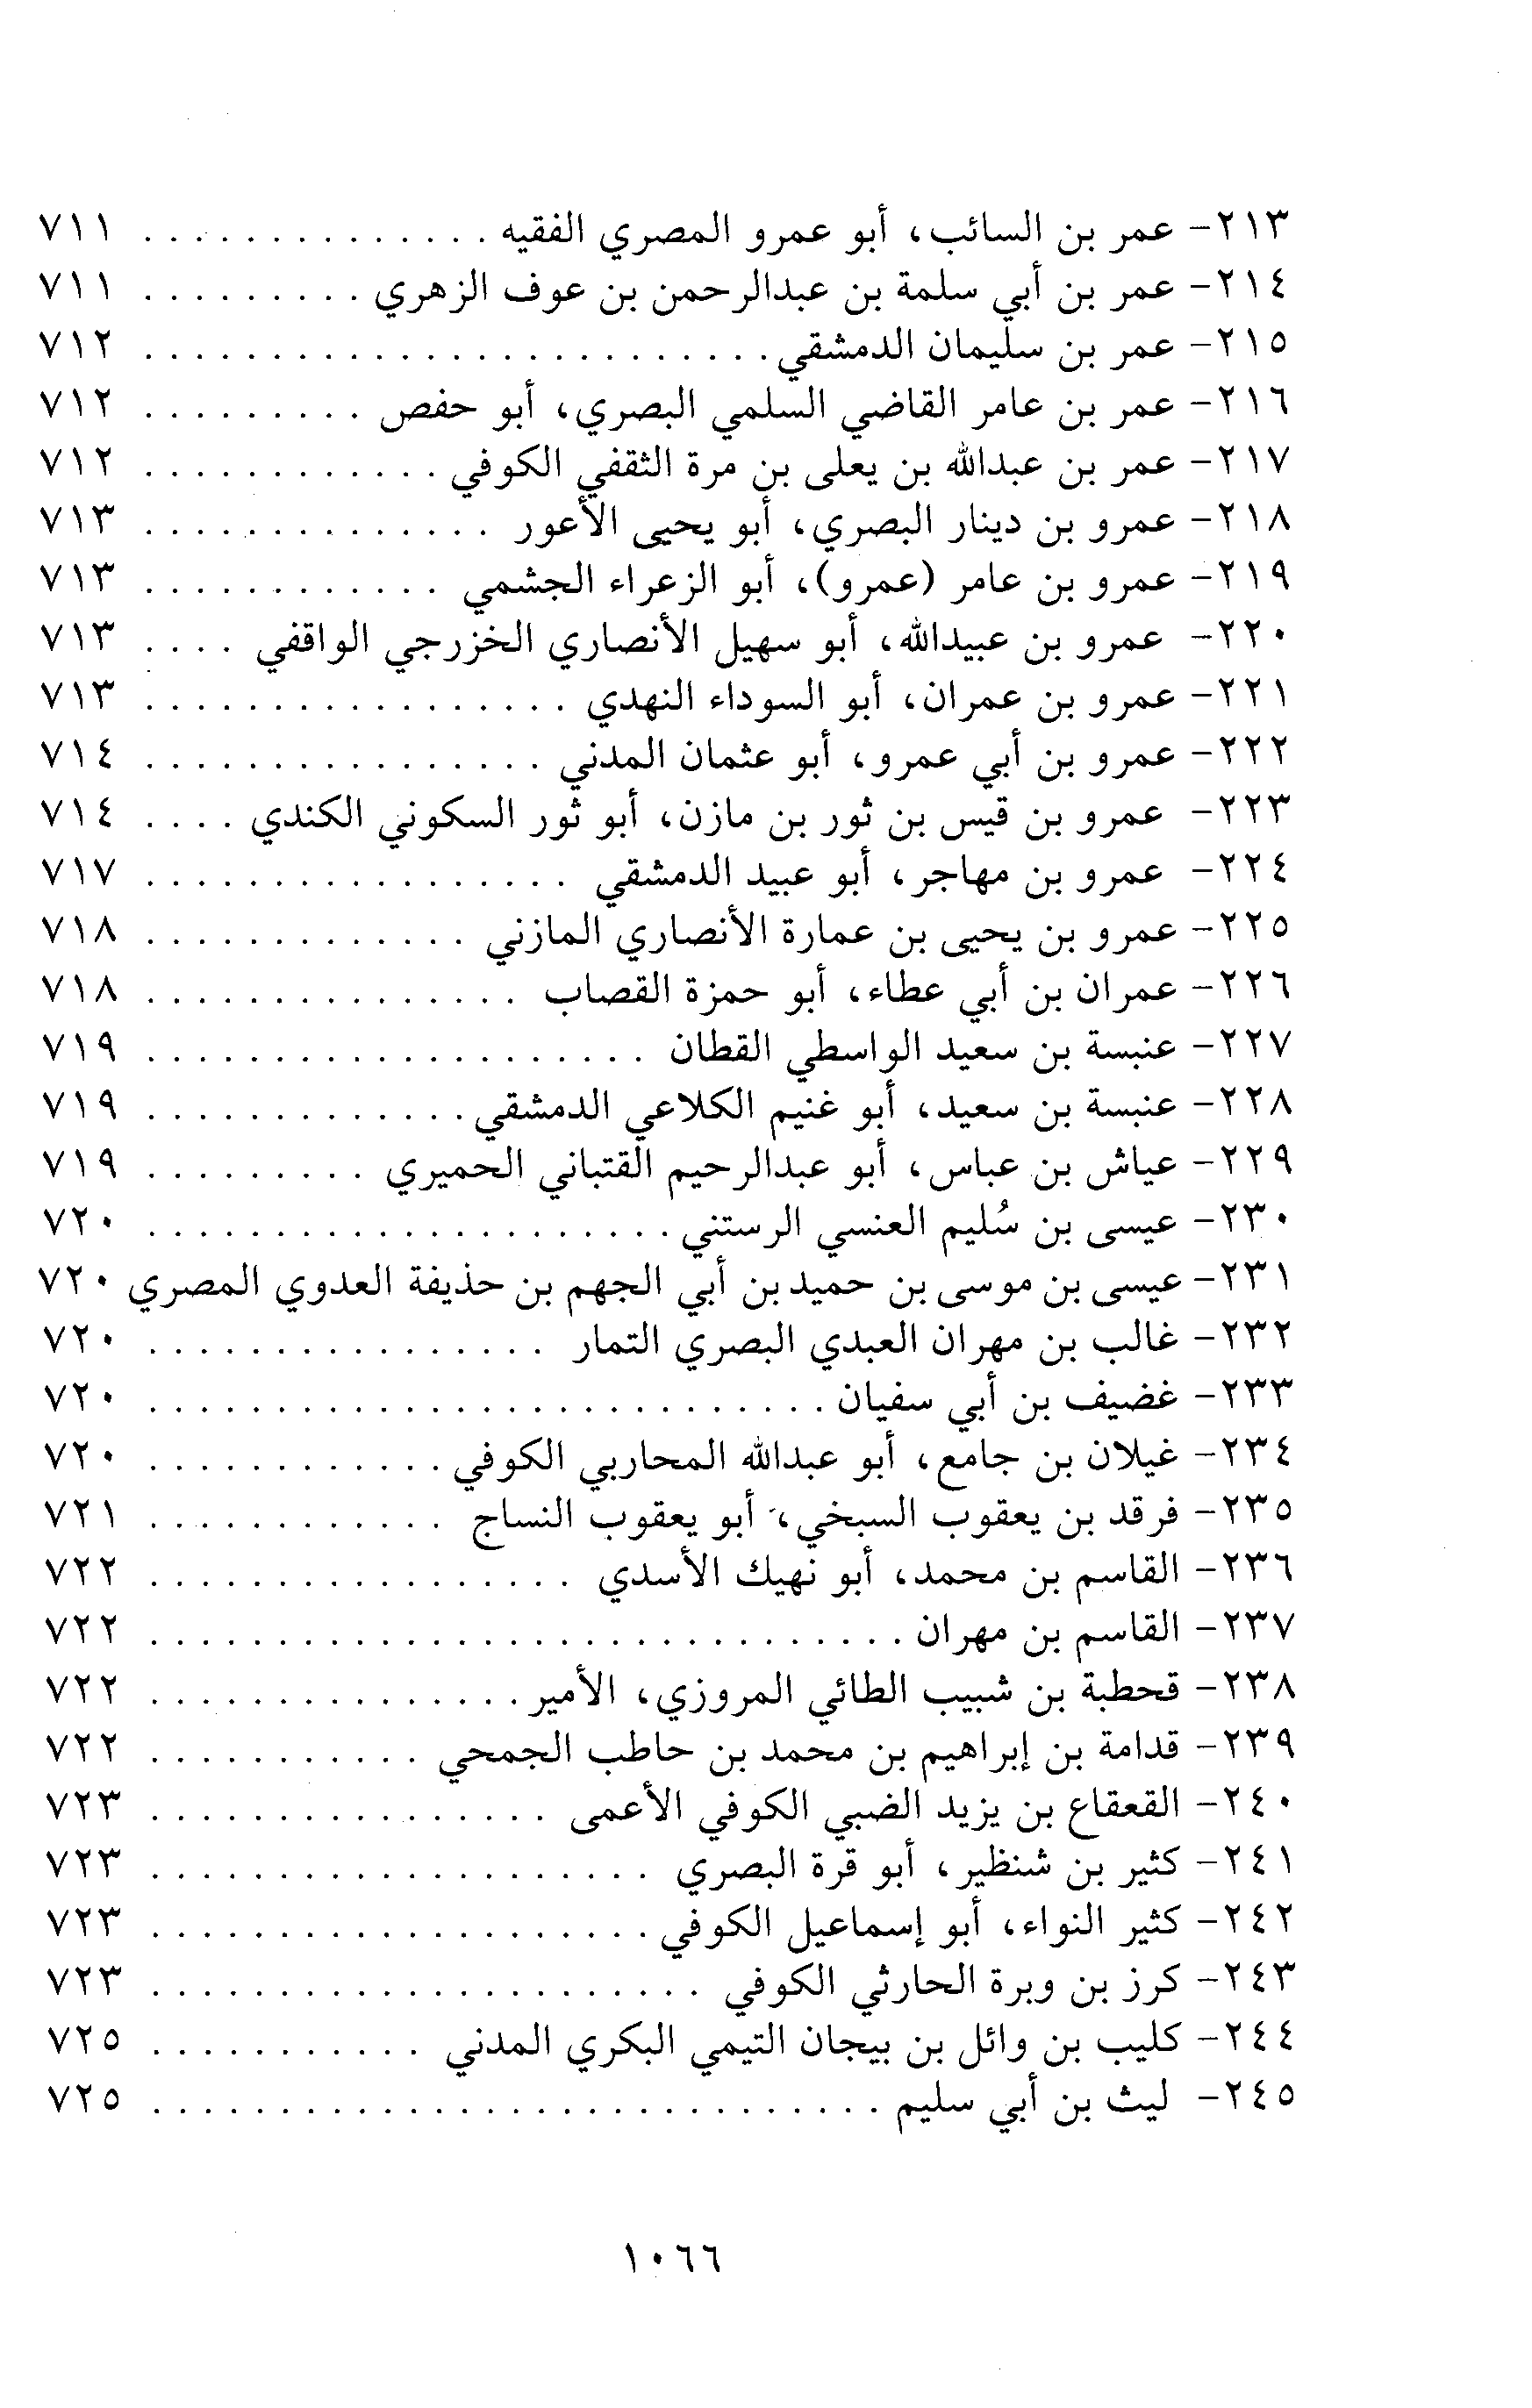 ٢١٣- عمر بن السائب، أبو عمرو المصري الفقيه . . . . . . . . . . . . . . ٧١١
٢١٤- عمر بن أبي سلمة بن عبدالرحمن بن عوف الزهري . . . . . . . . . ٧١١
٢١٥- عمر بن سليمان الدمشقي . . . . . . . . . . . . . . . . . . . . . . . . . ٧١٢
٢١٦- عمر بن عامر القاضي السلمي البصري، أبو حفص . . . . . . . . . ٧١٢
٢١٧- عمر بن عبدالله بن يعلى بن مرة الثقفي الكوفي . . . . . . . . . . . . ٧١٢
٢١٨- عمرو بن دينار البصري، أبو يحيى الأعور . . . . . . . . . . . . . . ٧١٣
٢١٩- عمرو بن عامر (عمرو)، أبو الزعراء الجشمي . . . . . . . . . . . . ٧١٣
٢٢٠- عمرو بن عبيدالله، أبو سهيل الأنصاري الخزرجي الواقفي . . . . ٧١٣
٢٢١- عمرو بن عمران، أبو السوداء النهدي . . . . . . . . . . . . . . . . . ٧١٣
٢٢٢- عمرو بن أبي عمرو، أبو عثمان المدني . . . . . . . . . . . . . . . . ٧١٤
٢٢٣- عمرو بن قيس بن ثور بن مازن، أبو ثور السكوني الكندي . . . . ٧١٤
٢٢٤- عمرو بن مهاجر، أبو عبيد الدمشقي . . . . . . . . . . . . . . . . . ٧١٧
٢٢٥- عمرو بن يحيى بن عمارة الأنصاري المازني . . . . . . . . . . . . . ٧١٨
٢٢٦- عمران بن أبي عطاء، أبو حمزة القصاب . . . . . . . . . . . . . . . ٧١٨
٢٢٧- عنبسة بن سعيد الواسطي القطان . . . . . . . . . . . . . . . . . . . . ٧١٩
٢٢٨- عنبسة بن سعيد، أبو غنيم الكلاعي الدمشقي . . . . . . . . . . . . . ٧١٩
٢٢٩- عياش بن عباس، أبو عبدالرحيم القتباني الحميري . . . . . . . . . ٧١٩
٢٣٠- عيسى بن سُليم العنسي الرستني . . . . . . . . . . . . . . . . . . . . . ٧٢٠
٢٣١- عيسى بن موسى بن حميد بن أبي الجهم بن حذيفة العدوي المصري ٧٢٠
٢٣٢- غالب بن مهران العبدي البصري التمار . . . . . . . . . . . . . . . . ٧٢٠
٢٣٣- غضيف بن أبي سفيان . . . . . . . . . . . . . . . . . . . . . . . . . . . ٧٢٠
٢٣٤- غيلان بن جامع، أبو عبدالله المحاربي الكوفي . . . . . . . . . . . . ٧٢٠
٢٣٥- فرقد بن يعقوب السبخي، أبو يعقوب النساج . . . . . . . . . . . . ٧٢١
٢٣٦- القاسم بن محمد، أبو نهيك الأسدي . . . . . . . . . . . . . . . . . ٧٢٢
٢٣٧- القاسم بن مهران . . . . . . . . . . . . . . . . . . . . . . . . . . . . . . ٧٢٢
٢٣٨- قحطبة بن شبيب الطائي المروزي، الأمير . . . . . . . . . . . . . . . ٧٢٢
٢٣٩- قدامة بن إبراهيم بن محمد بن حاطب الجمحي . . . . . . . . . . . ٧٢٢
٢٤٠- القعقاع بن يزيد الضبي الكوفي الأعمى . . . . . . . . . . . . . . . . ٧٢٣
٢٤١- كثير بن شنظير، أبو قرة البصري . . . . . . . . . . . . . . . . . . . . ٧٢٣
٢٤٢- كثير النواء، أبو إسماعيل الكوفي . . . . . . . . . . . . . . . . . . . . ٧٢٣
٢٤٣- كرز بن وبرة الحارثي الكوفي . . . . . . . . . . . . . . . . . . . . . . ٧٢٣
٢٤٤- كليب بن وائل بن بيجان التيمي البكري المدني . . . . . . . . . . . ٧٢٥
٢٤٥- ليث بن أبي سليم . . . . . . . . . . . . . . . . . . . . . . . . . . . . . ٧٢٥
١٠٦٦